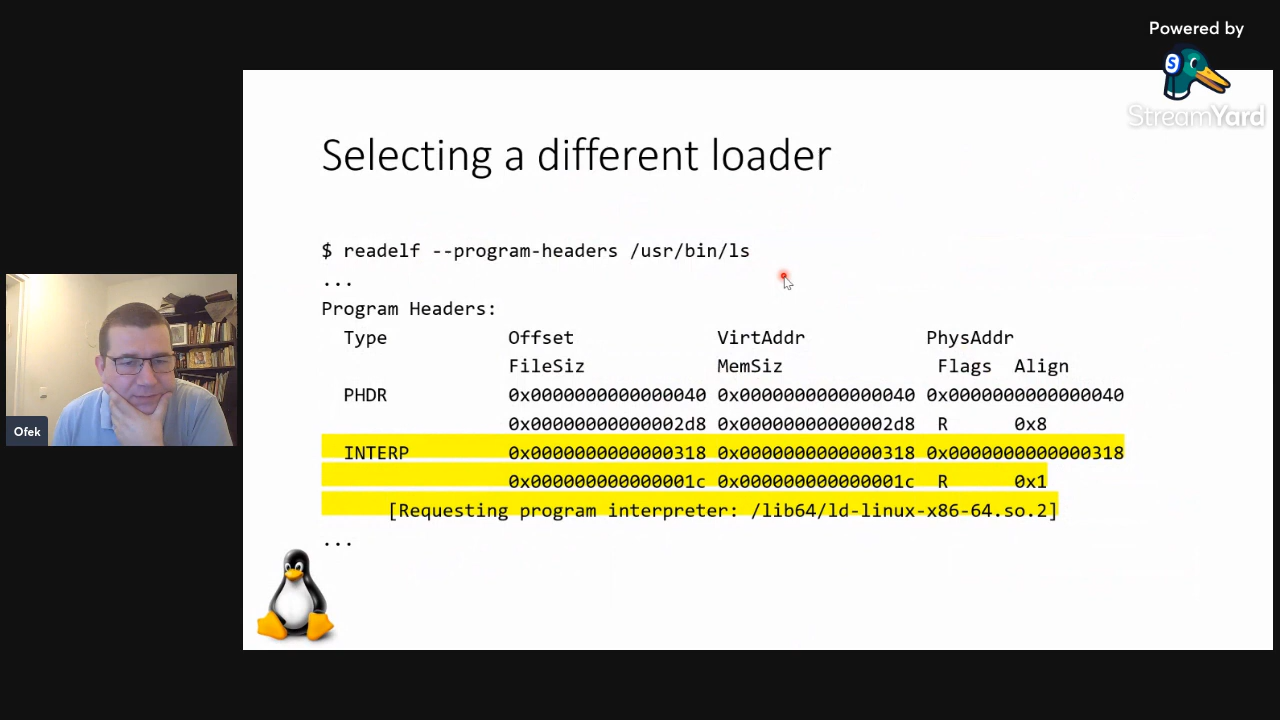 Powered by
S
StreamYard
Selecting a different loader
$ readelf --program-headers /usr/bin/ls
...
Program Headers:
Type Offset VirtAddr PhysAddr
FileSiz MemSiz Flags Align
PHDR 0x0000000000000040 0x0000000000000040 0x0000000000000040
0x00000000000002d8 0x00000000000002d8 R 0x8
INTERP 0x0000000000000318 0x0000000000000318 0x0000000000000318
0x000000000000001c 0x000000000000001c R 0x1
[Requesting program interpreter: /lib64/ld-linux-x86-64.so.2]
...
Ofek